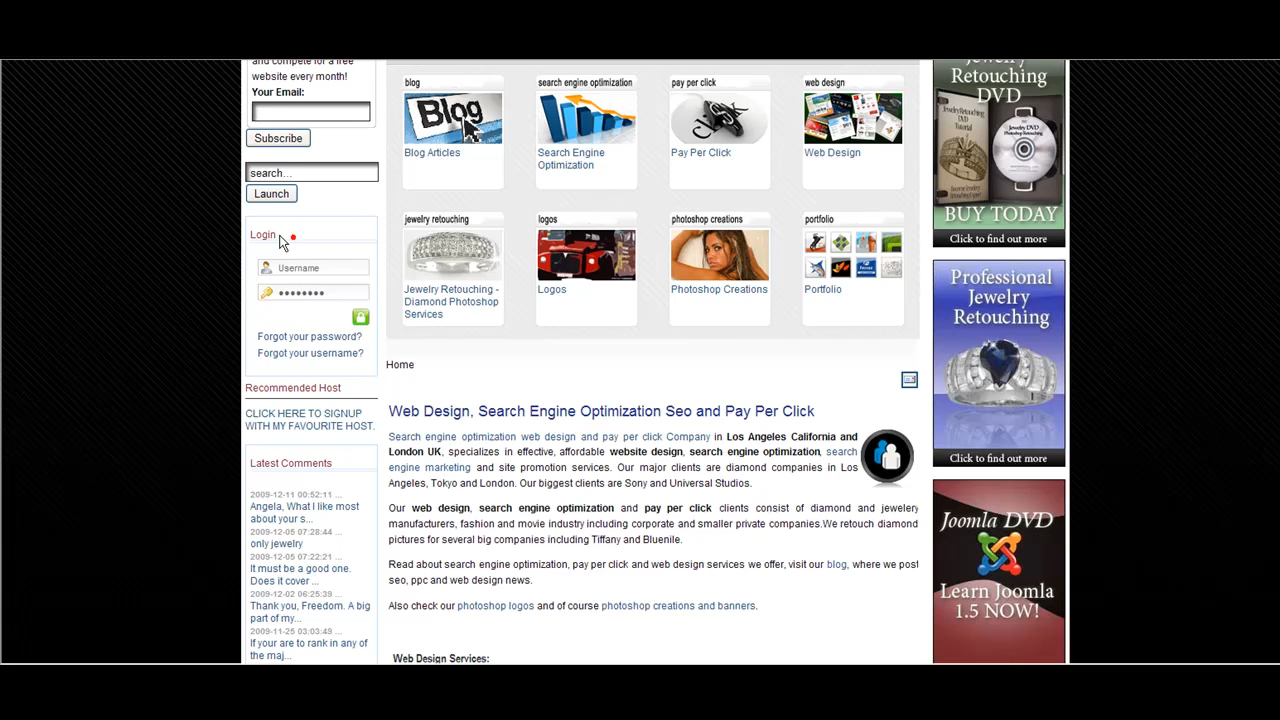 and compete for a free
website every month!
Your Email:
Subscribe
search...
Launch
Login
Username
Forgot your password?
Forgot your username?
Recommended Host
CLICK HERE TO SIGNUP
WITH MY FAVOURITE HOST.
Latest Comments
2009-12-11 00:52:11 ...
Angela, What I like most
about your s...
2009-12-05 07:28:44 ...
only jewelry
2009-12-05 07:22:21 ...
It must be a good one.
Does it cover ...
2009-12-02 06:25:39 ...
Thank you, Freedom. A big
part of my...
2009-11-25 03:03:49 ...
If your are to rank in any of
the maj...
blog
search engine optimization
pay per click
web design
Blog
CLICK
Blog Articles
Search Engine
Optimization
Pay Per Click
Web Design
jewelry retouching
logos
photoshop creations
portfolio
Jewelry Retouching -
Diamond Photoshop
Services
Logos
Photoshop Creations
Portfolio
Home
Web Design, Search Engine Optimization Seo and Pay Per Click
Search engine optimization web design and pay per click Company in Los Angeles California and
London UK, specializes in effective, affordable website design, search engine optimization, search
engine marketing and site promotion services. Our major clients are diamond companies in Los
Angeles, Tokyo and London. Our biggest clients are Sony and Universal Studios.
Our web design, search engine optimization and pay per click clients consist of diamond and jewelery
manufacturers, fashion and movie industry including corporate and smaller private companies.We retouch diamond
pictures for several big companies including Tiffany and Bluenile.
Read about search engine optimization, pay per click and web design services we offer, visit our blog, where we post
seo, ppc and web design news.
Also check our photoshop logos and of course photoshop creations and banners.
Web Design Services:
Jewelry
Retouching
DVD
BUY TODAY
Click to find out more
Professional
Jewelry
Retouching
Click to find out more
Joomla DVD
Learn Joomla
1.5 NOW!